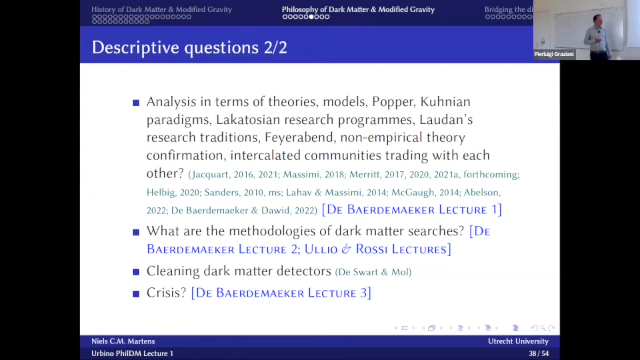 History of Dark Matter & Modified Gravity
Philosophy of Dark Matter & Modified Gravity
Bridging the di
Descriptive questions 2/2
Pierluigi Graziani
Analysis in terms of theories, models, Popper, Kuhnian
paradigms, Lakatosian research programmes, Laudan's
research traditions, Feyerabend, non-empirical theory
confirmation, intercalated communities trading with each
other? (Jacquart, 2016, 2021; Massimi, 2018; Merritt, 2017, 2020, 2021a, forthcoming;
Helbig, 2020; Sanders, 2010, ms; Lahav & Massimi, 2014; McGaugh, 2014; Abelson,
2022; De Baerdemaeker & Dawid, 2022) [De Baerdemaeker Lecture 1]
What are the methodologies of dark matter searches? [De
Baerdemaeker Lecture 2; Ullio & Rossi Lectures]
Cleaning dark matter detectors (De Swart & Mol)
Crisis? [De Baerdemaeker Lecture 3]
Niels C.M. Martens
Utrecht University
Urbino PhilDM Lecture 1
38 / 54